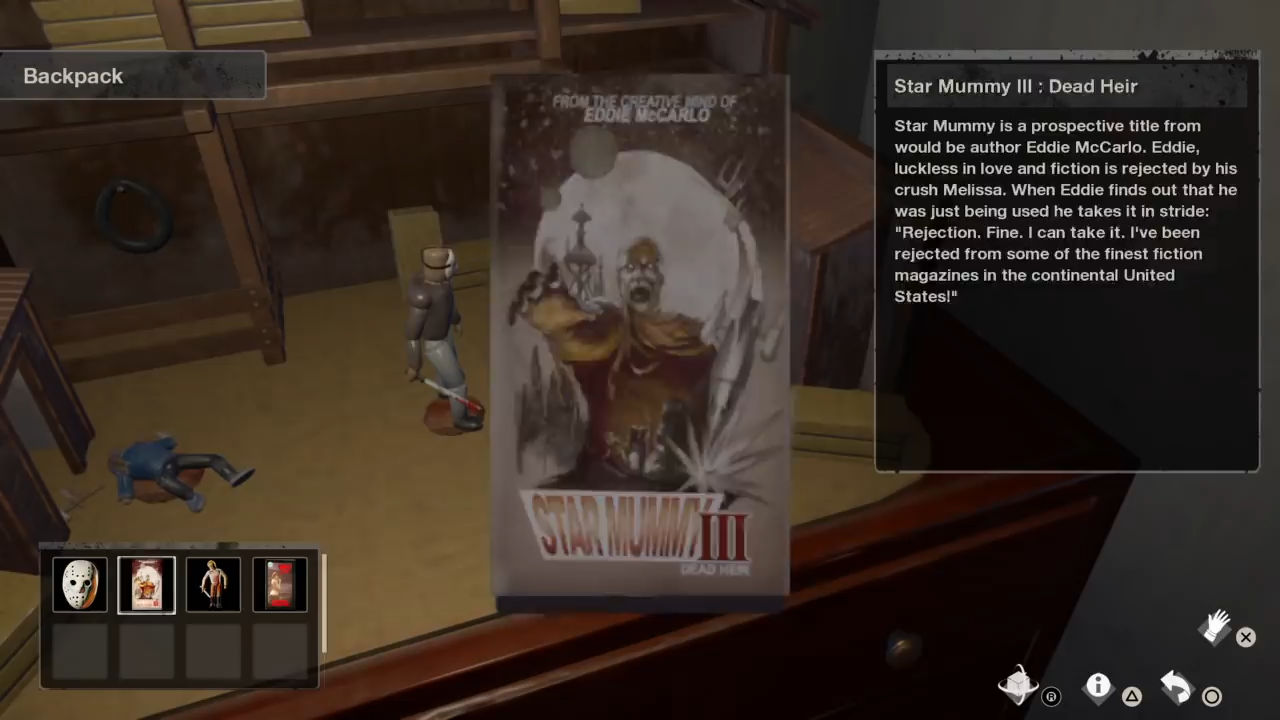 Backpack
FROM THE CREATIVE MIND OF
EDDIE McCARLO
STAR MUMMY III
DEAD HEIR
Star Mummy III : Dead Heir
Star Mummy is a prospective title from
would be author Eddie McCarlo. Eddie,
luckless in love and fiction is rejected by his
crush Melissa. When Eddie finds out that he
was just being used he takes it in stride:
"Rejection. Fine. I can take it. I've been
rejected from some of the finest fiction
magazines in the continental United
States!"
R